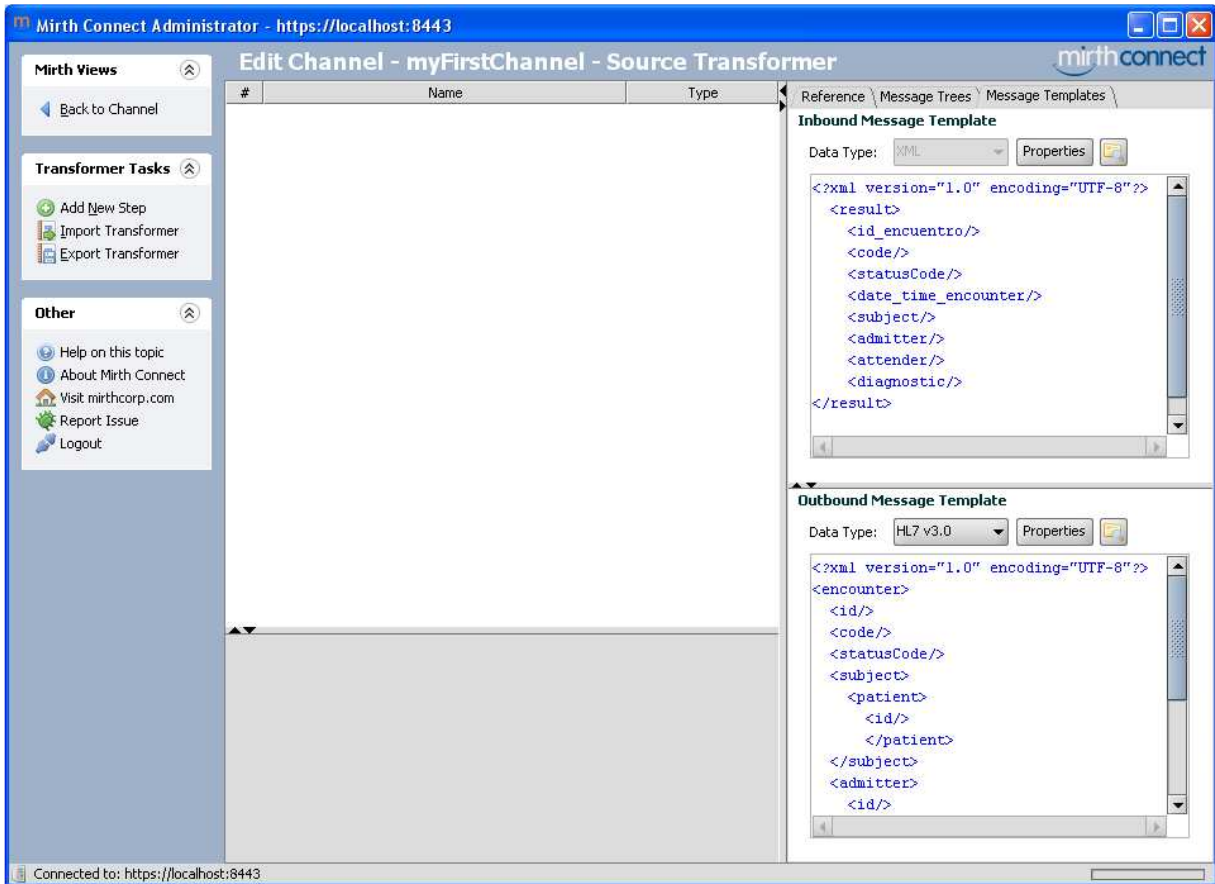 m Mirth Connect Administrator - https://localhost:8443
Mirth Views
Back to Channel
Transformer Tasks
Add New Step
Import Transformer
Export Transformer
Other
Help on this topic
About Mirth Connect
Visit mirthcorp.com
Report Issue
Logout
Edit Channel - myFirstChannel - Source Transformer
mirth connect
# Name Type
Reference Message Trees Message Templates
Inbound Message Template
Data Type: XML Properties
<?xml version="1.0" encoding="UTF-8"?>
<result>
<id_encuentro/>
<code/>
<statusCode/>
<date_time_encounter/>
<subject/>
<admitter/>
<attender/>
<diagnostic/>
</result>
Outbound Message Template
Data Type: HL7 v3.0 Properties
<?xml version="1.0" encoding="UTF-8"?>
<encounter>
<id/>
<code/>
<statusCode/>
<subject>
<patient>
<id/>
</patient>
</subject>
<admitter>
<id/>
Connected to: https://localhost:8443